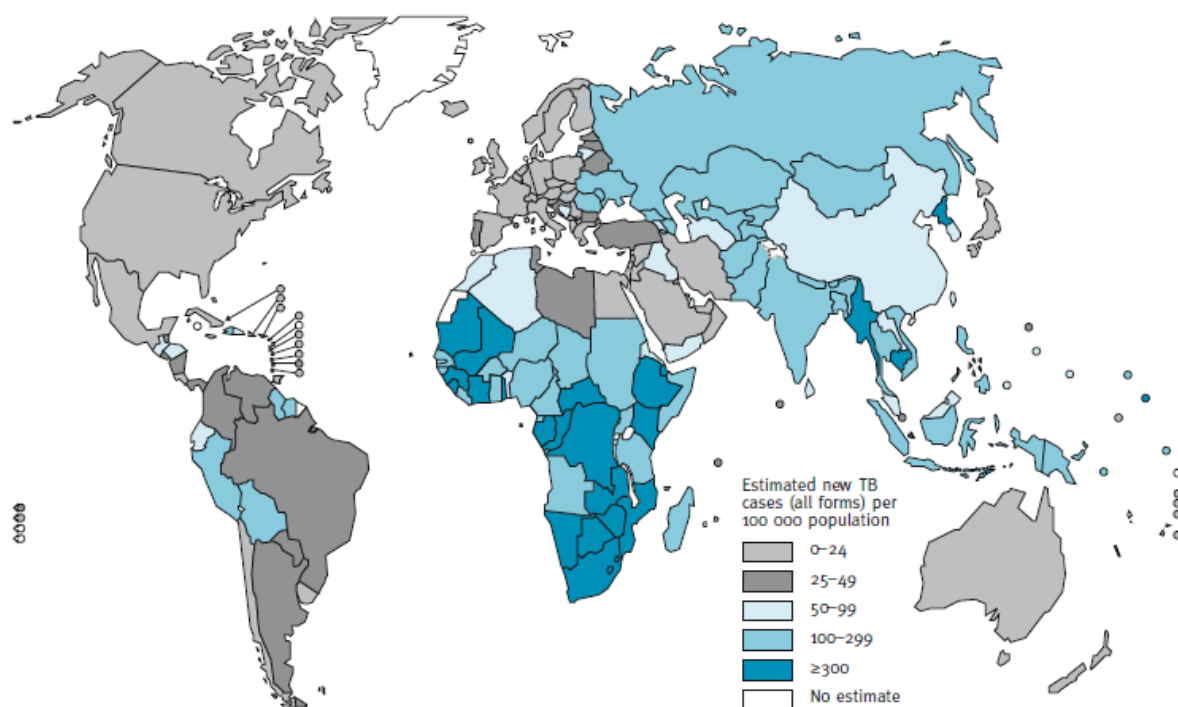 Estimated new TB
cases (all forms) per
100 000 population
0–24
25–49
50–99
100–299
≥300
No estimate